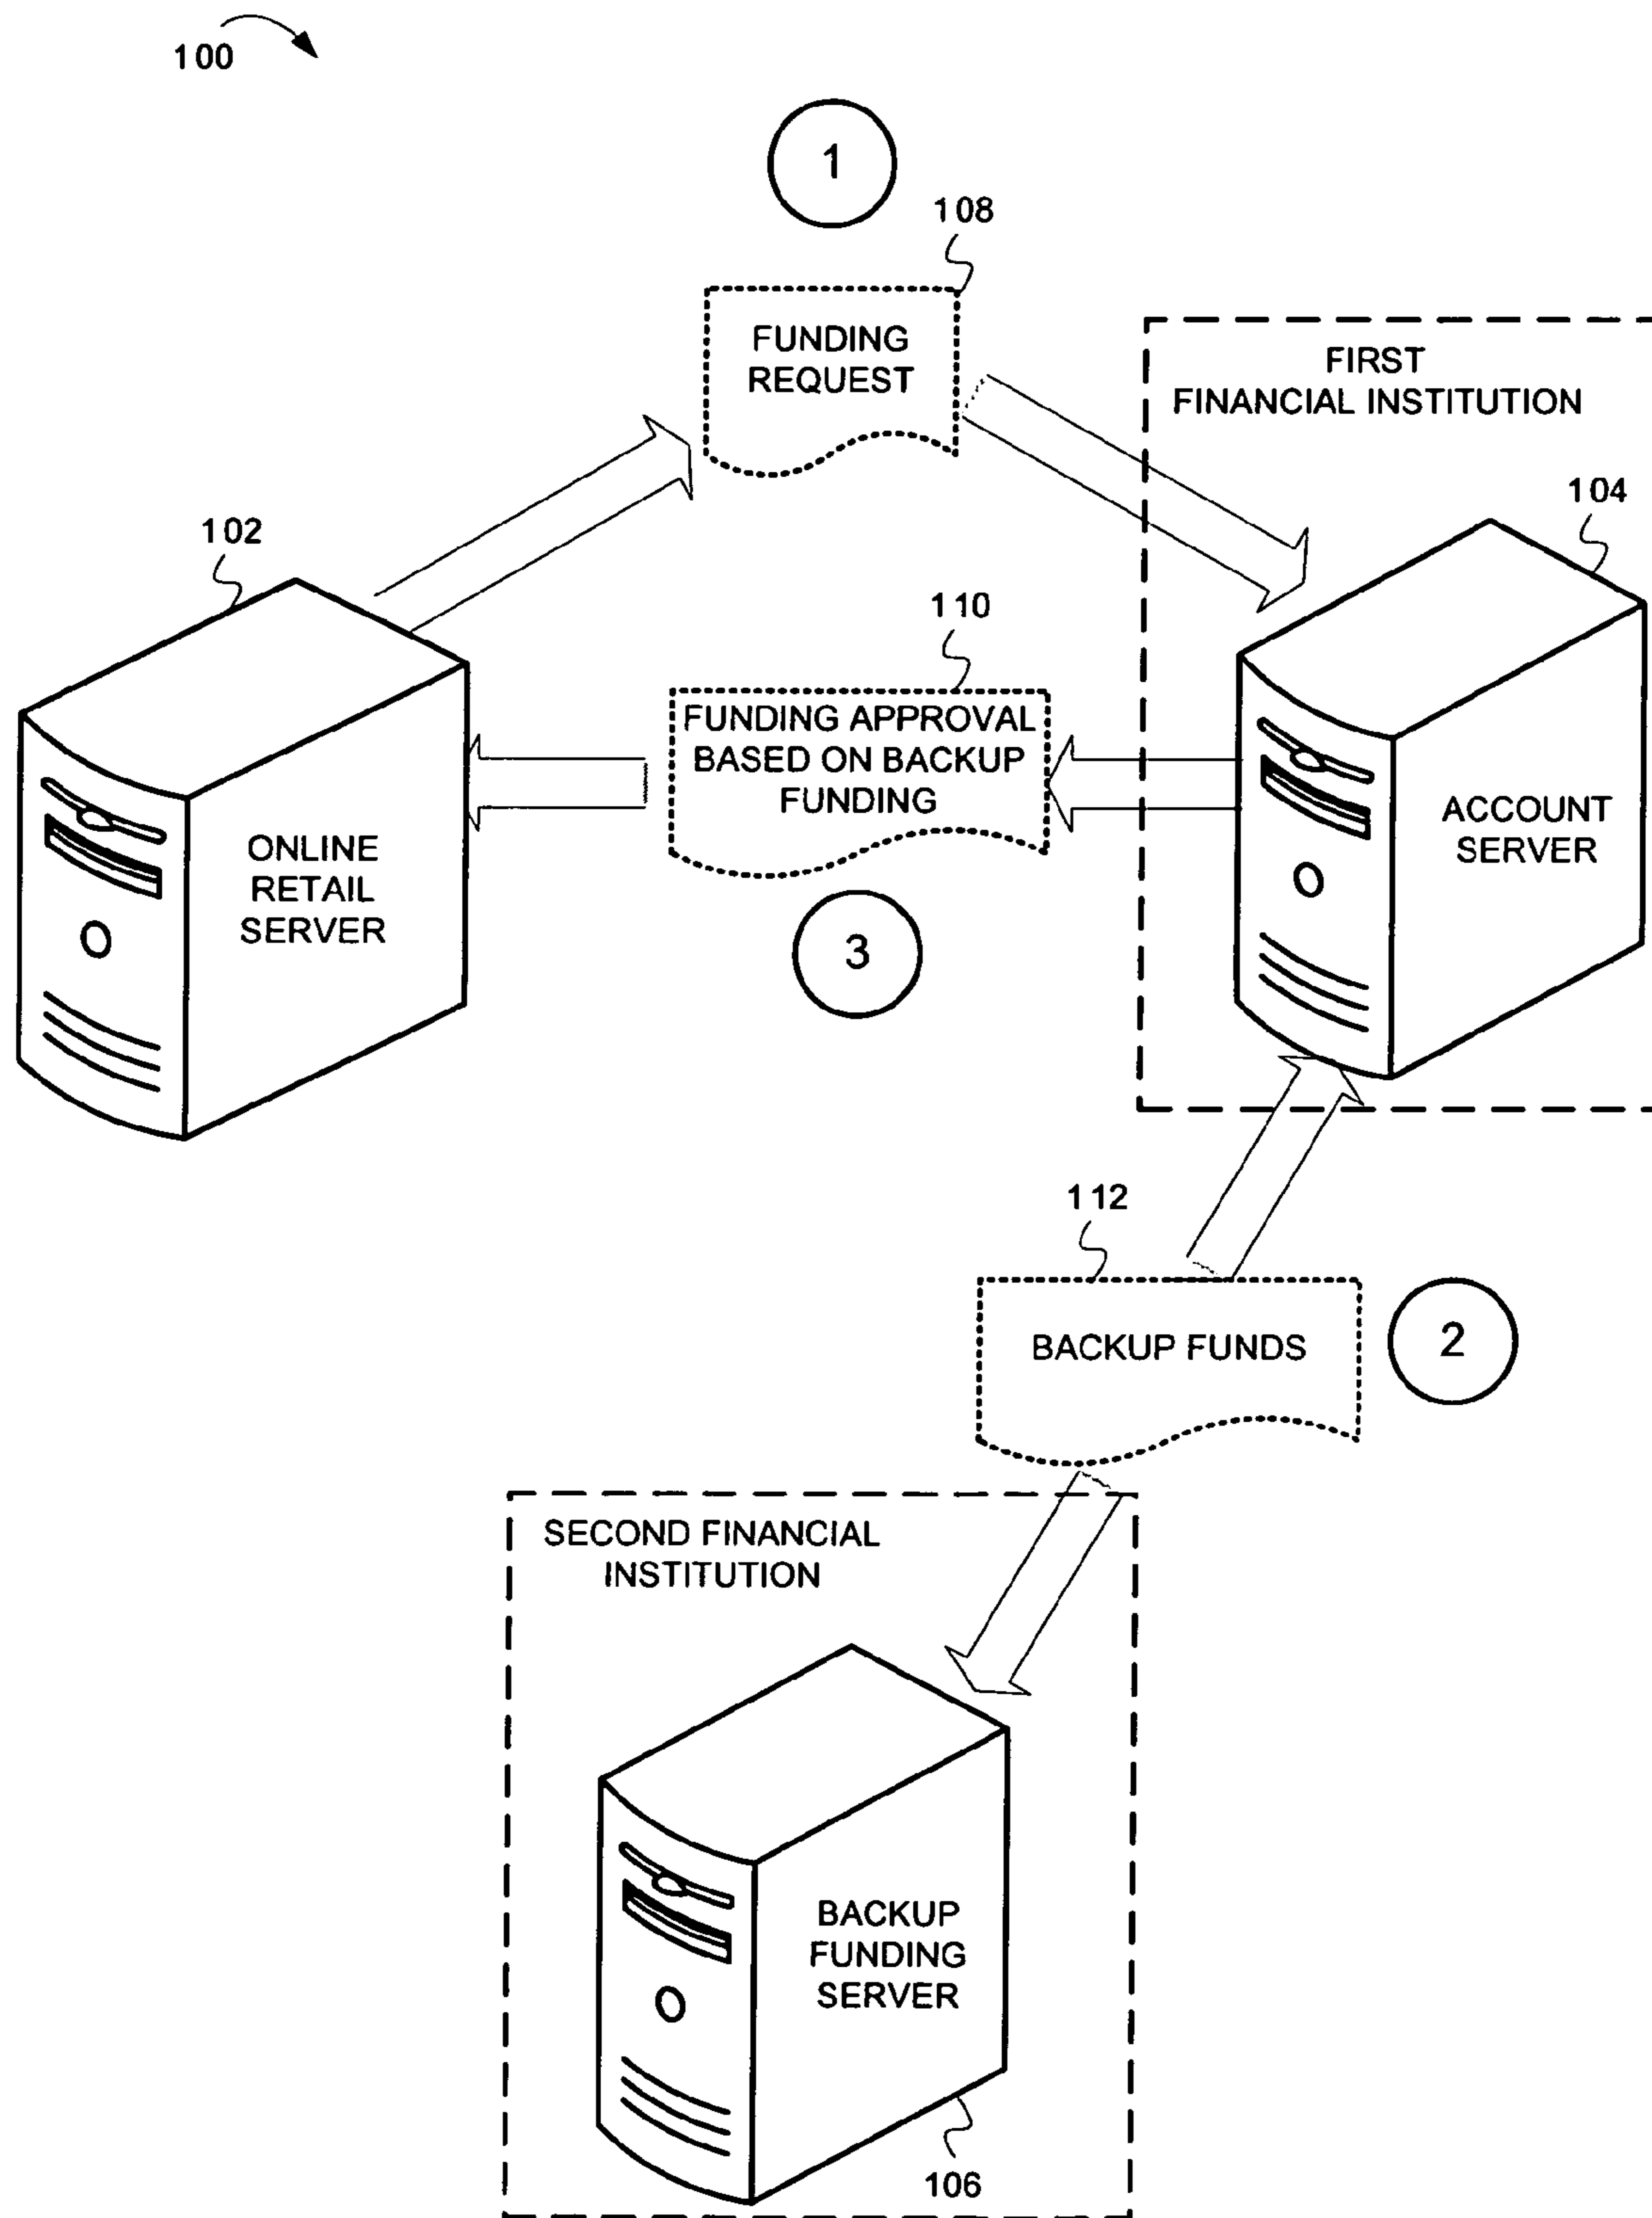 100
1
108
FUNDING
REQUEST
FIRST
FINANCIAL INSTITUTION
104
102
110
FUNDING APPROVAL
BASED ON BACKUP
FUNDING
ACCOUNT
SERVER
ONLINE
RETAIL
SERVER
3
112
BACKUP FUNDS
2
SECOND FINANCIAL
INSTITUTION
BACKUP
FUNDING
SERVER
106